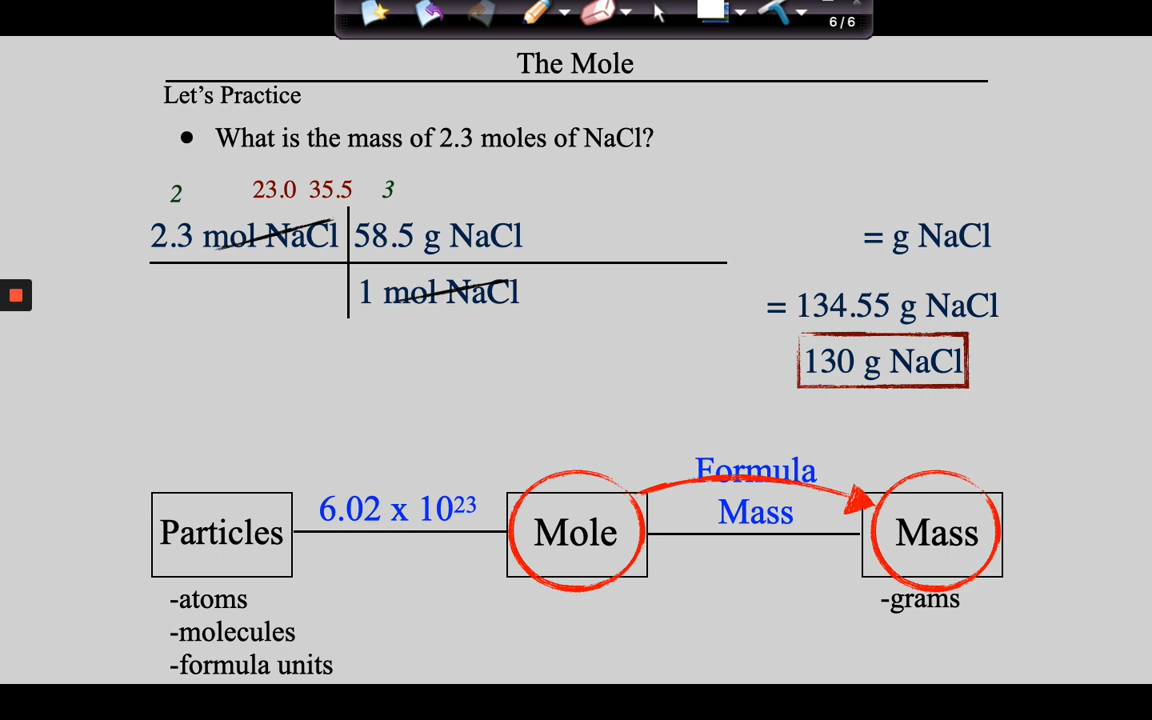 6/6
The Mole
Let's Practice
• What is the mass of 2.3 moles of NaCl?
2 23.0 35.5 3
2.3 mol NaCl 58.5 g NaCl = g NaCl
1 mol NaCl = 134.55 g NaCl
130 g NaCl
Formula
6.02 x 10²³ Mass
Particles Mole Mass
-atoms -grams
-molecules
-formula units